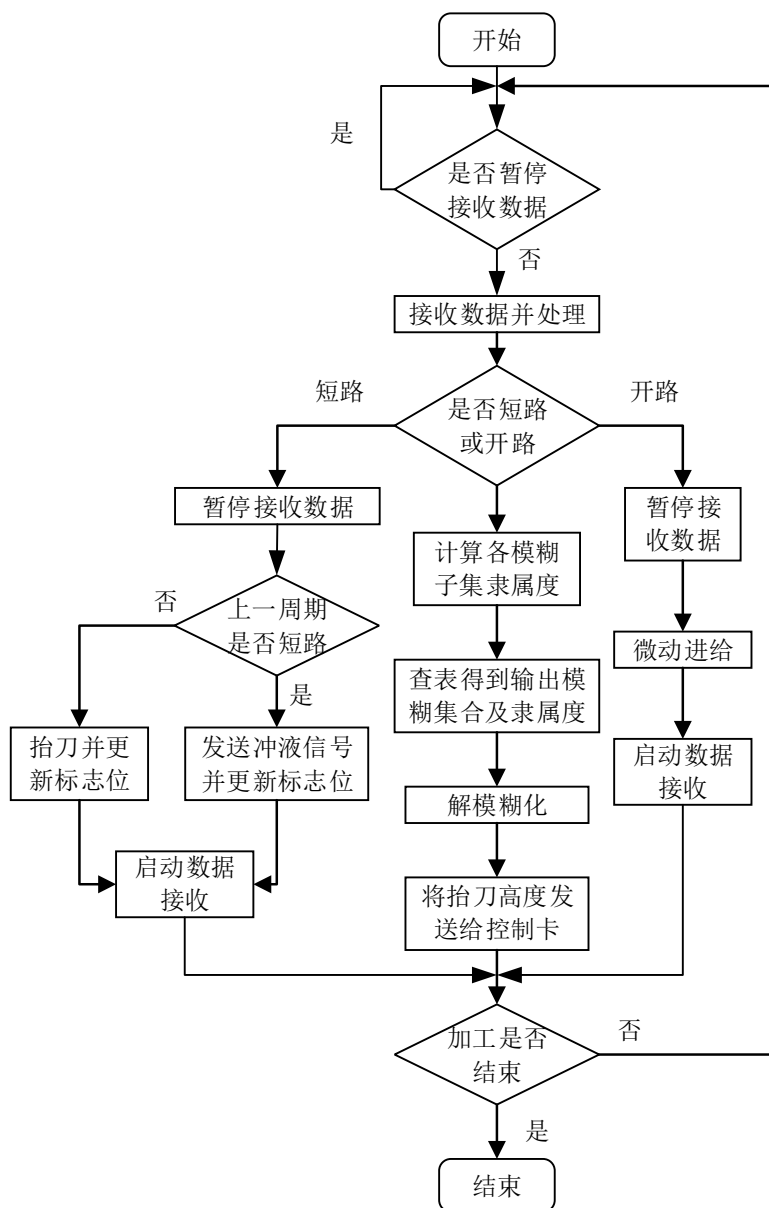 开始
是
是否暂停
接收数据
否
接收数据并处理
短路
是否短路
或开路
开路
暂停接收数据
计算各模糊
子集隶属度
暂停接
收数据
否
上一周期
是否短路
是
查表得到输出模
糊集合及隶属度
微动进给
抬刀并更
新标志位
发送冲液信号
并更新标志位
解模糊化
启动数据
接收
启动数据
接收
将抬刀高度发
送给控制卡
加工是否
结束
否
是
结束